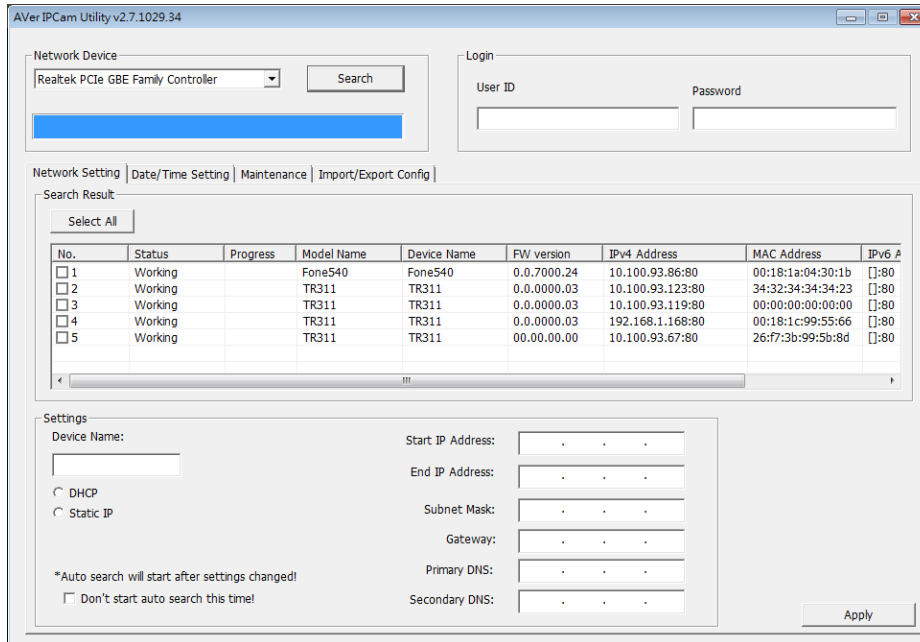 AVer IPCam Utility v2.7.1029.34
Network Device
Realtek PCIe GBE Family Controller
Search
Login
User ID
Password
Network Setting Date/Time Setting Maintenance Import/Export Config
Search Result
Select All
No. Status Progress Model Name Device Name FW version IPv4 Address MAC Address IPv6 A
1 Working Fone540 Fone540 0.0.7000.24 10.100.93.86:80 00:18:1a:04:30:1b []:80
2 Working TR311 TR311 0.0.0000.03 10.100.93.123:80 34:32:34:34:34:23 []:80
3 Working TR311 TR311 0.0.0000.03 10.100.93.119:80 00:00:00:00:00:00 []:80
4 Working TR311 TR311 0.0.0000.03 192.168.1.168:80 00:18:1c:99:55:66 []:80
5 Working TR311 TR311 00.00.00.00 10.100.93.67:80 26:f7:3b:99:5b:8d []:80
Settings
Device Name:
DHCP
Static IP
*Auto search will start after settings changed!
Don't start auto search this time!
Start IP Address:
End IP Address:
Subnet Mask:
Gateway:
Primary DNS:
Secondary DNS:
Apply